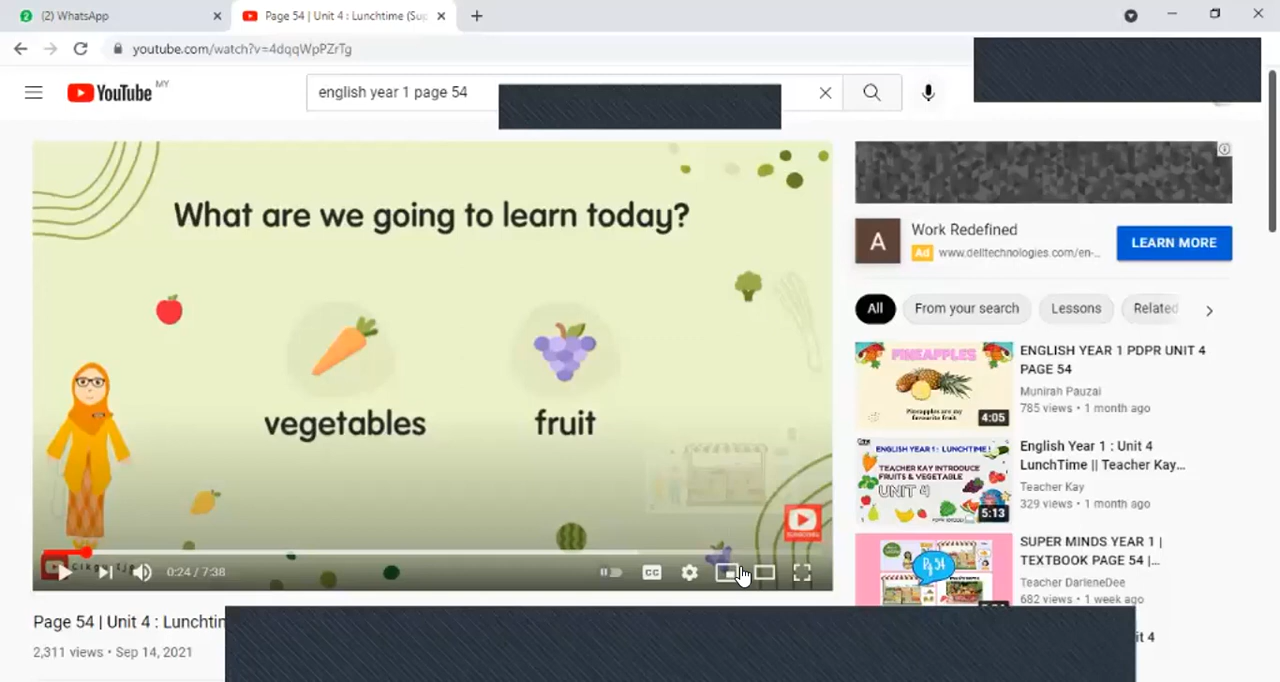 (2) WhatsApp
Page 54 | Unit 4 : Lunchtime (Su
youtube.com/watch?v=4dqqWpPZrTg
YouTube MY
english year 1 page 54
What are we going to learn today?
vegetables
fruit
0:24 / 7:38
CC
Page 54 | Unit 4 : Lunchtim
2,311 views • Sep 14, 2021
A
Work Redefined
Ad www.delltechnologies.com/en-...
LEARN MORE
All
From your search
Lessons
Related
PINEAPPLES
Pineapples are my
favourite fruit
4:05
ENGLISH YEAR 1 PDPR UNIT 4
PAGE 54
Munirah Pauzai
785 views • 1 month ago
ENGLISH YEAR 1: LUNCHTIME!
TEACHER KAY INTRODUCE
FRUITS & VEGETABLE
UNIT 4
5:13
English Year 1 : Unit 4
LunchTime || Teacher Kay...
Teacher Kay
329 views • 1 month ago
Pg 54
SUPER MINDS YEAR 1 |
TEXTBOOK PAGE 54 |...
Teacher DarleneDee
682 views • 1 week ago
it 4